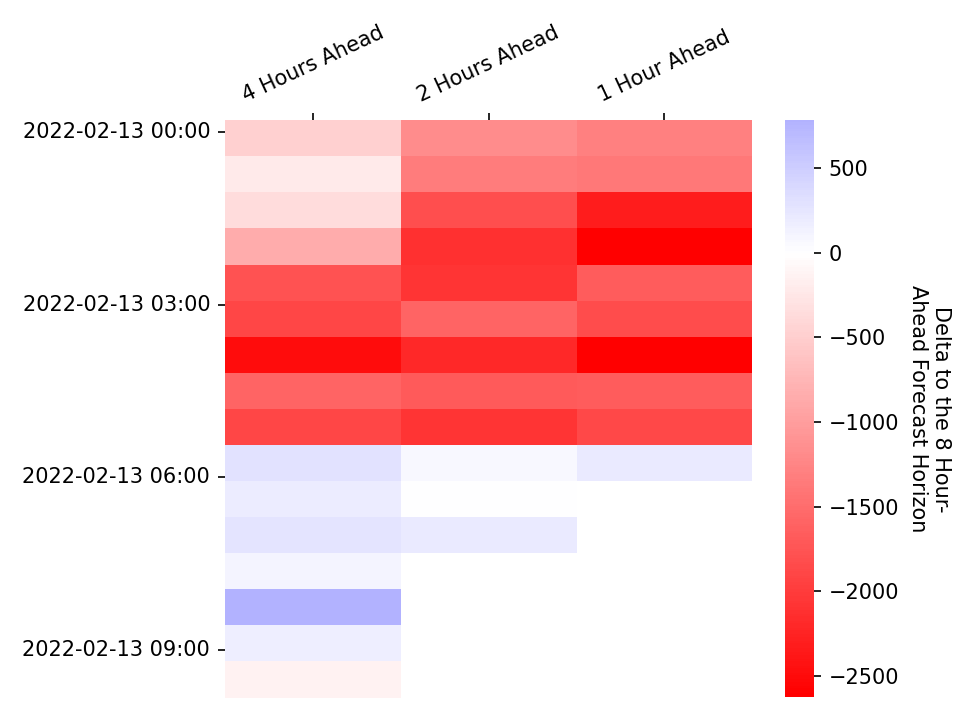 4 Hours Ahead
2 Hours Ahead
1 Hour Ahead
2022-02-13 00:00
2022-02-13 03:00
2022-02-13 06:00
2022-02-13 09:00
500
0
−500
−1000
−1500
−2000
−2500
Delta to the 8 Hour-
Ahead Forecast Horizon